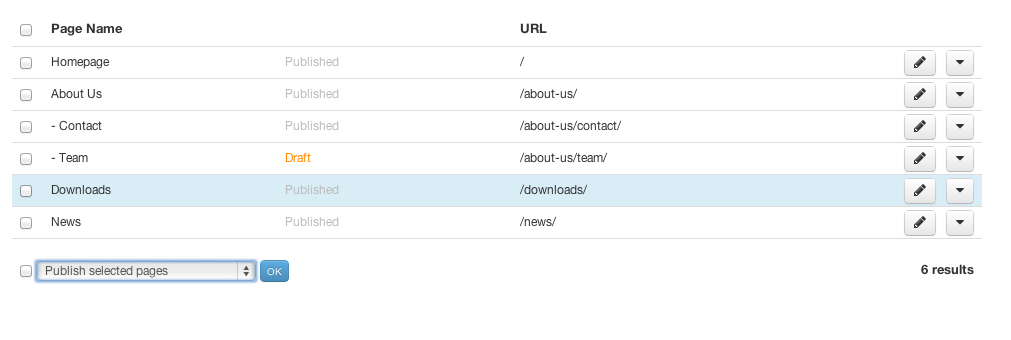 Page Name URL
Homepage Published /
About Us Published /about-us/
- Contact Published /about-us/contact/
- Team Draft /about-us/team/
Downloads Published /downloads/
News Published /news/
Publish selected pages OK 6 results